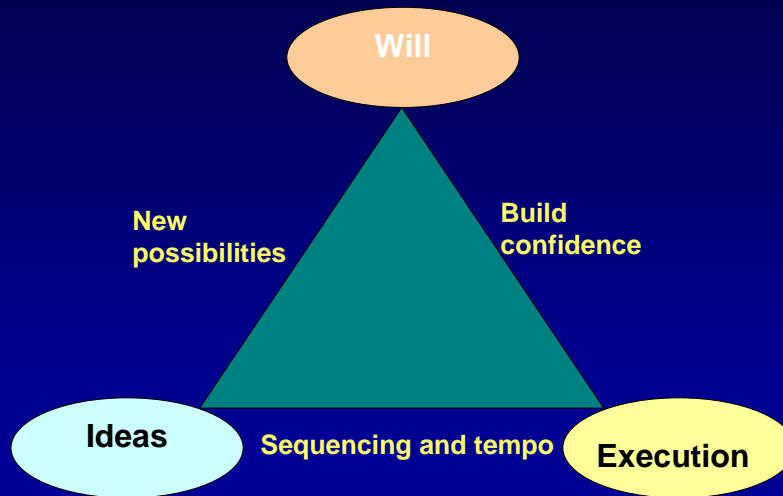 Will
New
possibilities
Build
confidence
Ideas
Sequencing and tempo
Execution